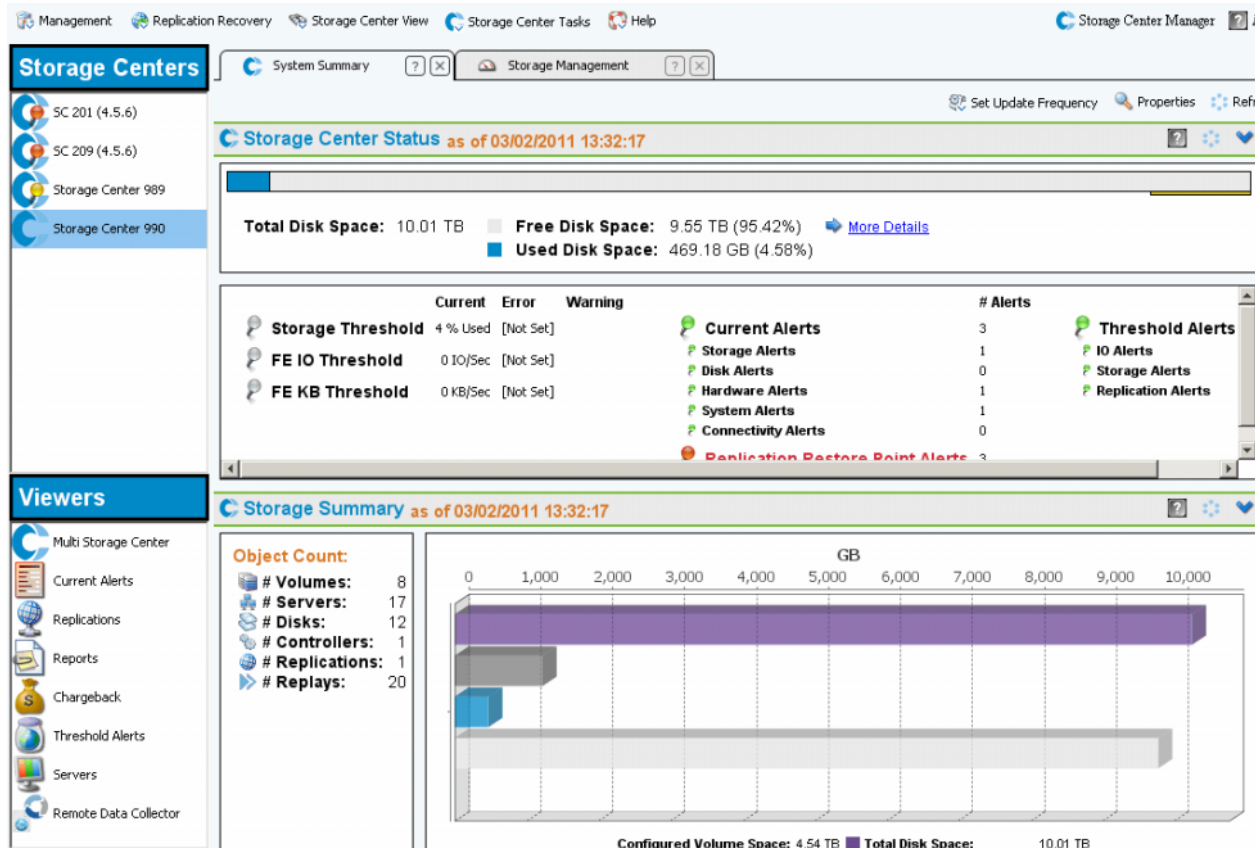 Management Replication Recovery Storage Center View Storage Center Tasks Help Storage Center Manager ?
Storage Centers
SC 201 (4.5.6)
SC 209 (4.5.6)
Storage Center 989
Storage Center 990
System Summary ? Storage Management ?
Set Update Frequency Properties Refr
Storage Center Status as of 03/02/2011 13:32:17 ?
Total Disk Space: 10.01 TB Free Disk Space: 9.55 TB (95.42%) More Details
Used Disk Space: 469.18 GB (4.58%)
Current Error Warning # Alerts
Storage Threshold 4 % Used [Not Set] Current Alerts 3 Threshold Alerts
Storage Alerts 1 IO Alerts
FE IO Threshold 0 IO/Sec [Not Set] Disk Alerts 0 Storage Alerts
FE KB Threshold 0 KB/Sec [Not Set] Hardware Alerts 1 Replication Alerts
System Alerts 1
Connectivity Alerts 0
Replication Restore Point Alerts 3
Viewers
Multi Storage Center
Current Alerts
Replications
Reports
Chargeback
Threshold Alerts
Servers
Remote Data Collector
Storage Summary as of 03/02/2011 13:32:17 ?
Object Count:
# Volumes: 8
# Servers: 17
# Disks: 12
# Controllers: 1
# Replications: 1
# Replays: 20
GB
0 1,000 2,000 3,000 4,000 5,000 6,000 7,000 8,000 9,000 10,000
Configured Volume Space: 4.54 TB Total Disk Space: 10.01 TB